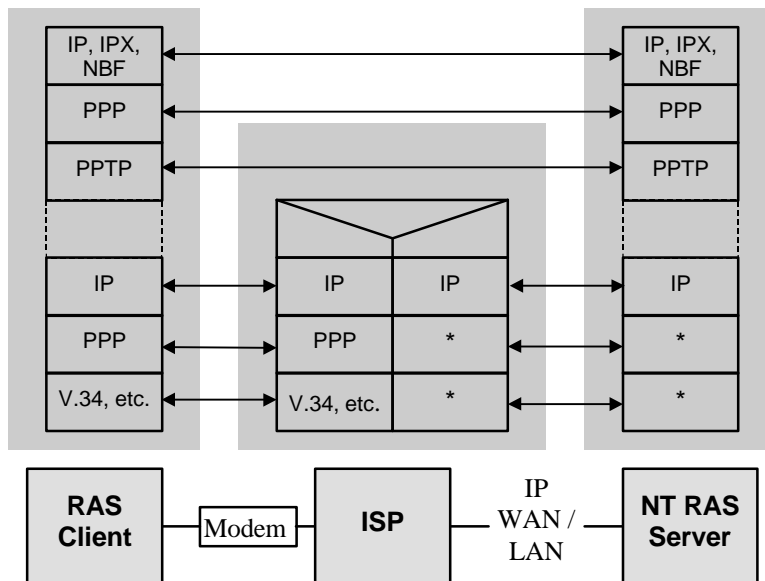 IP, IPX,
NBF
IP, IPX,
NBF
PPP
PPP
PPTP
PPTP
IP
IP
IP
IP
PPP
PPP
*
*
V.34, etc.
V.34, etc.
*
*
RAS
Client
Modem
ISP
IP
WAN /
LAN
NT RAS
Server